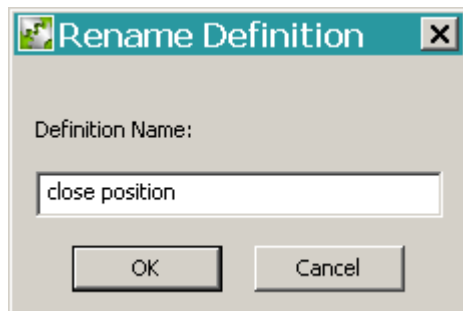 Rename Definition
Definition Name:
close position
OK Cancel